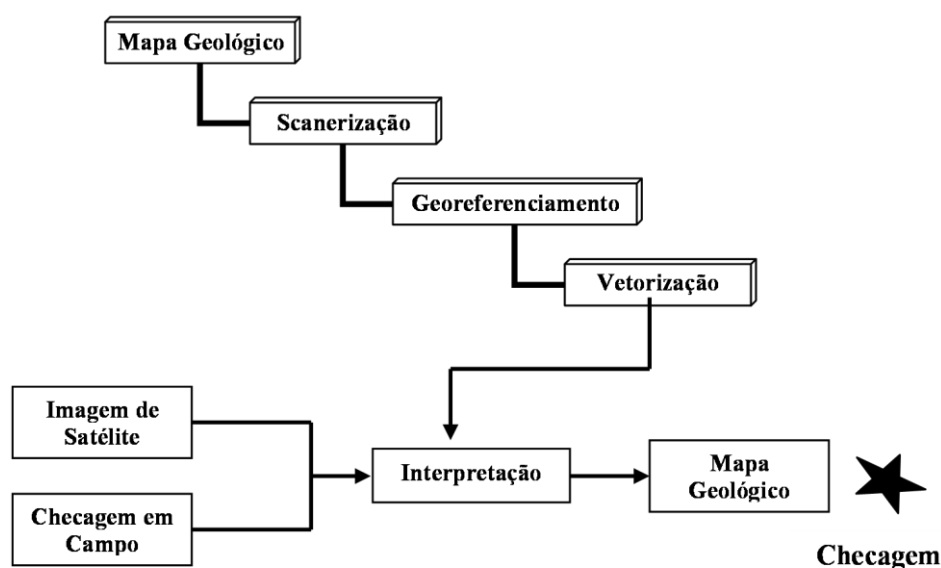 Mapa Geológico
Scanerização
Georeferenciamento
Vetorização
Imagem de
Satélite
Interpretação
Mapa
Geológico
Checagem em
Campo
Checagem